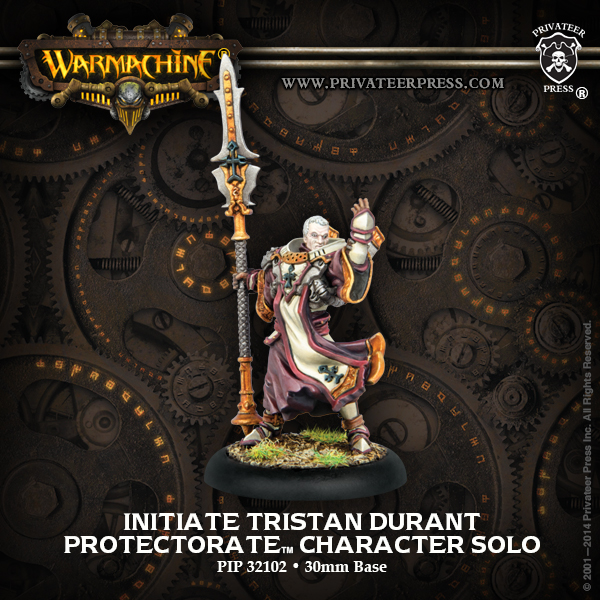 WARMACHINE®
PRIVATEER
PRESS®
WWW.PRIVATEERPRESS.COM
INITIATE TRISTAN DURANT
PROTECTORATE™ CHARACTER SOLO
PIP 32102 • 30mm Base
© 2001–2014 Privateer Press Inc. All Rights Reserved.